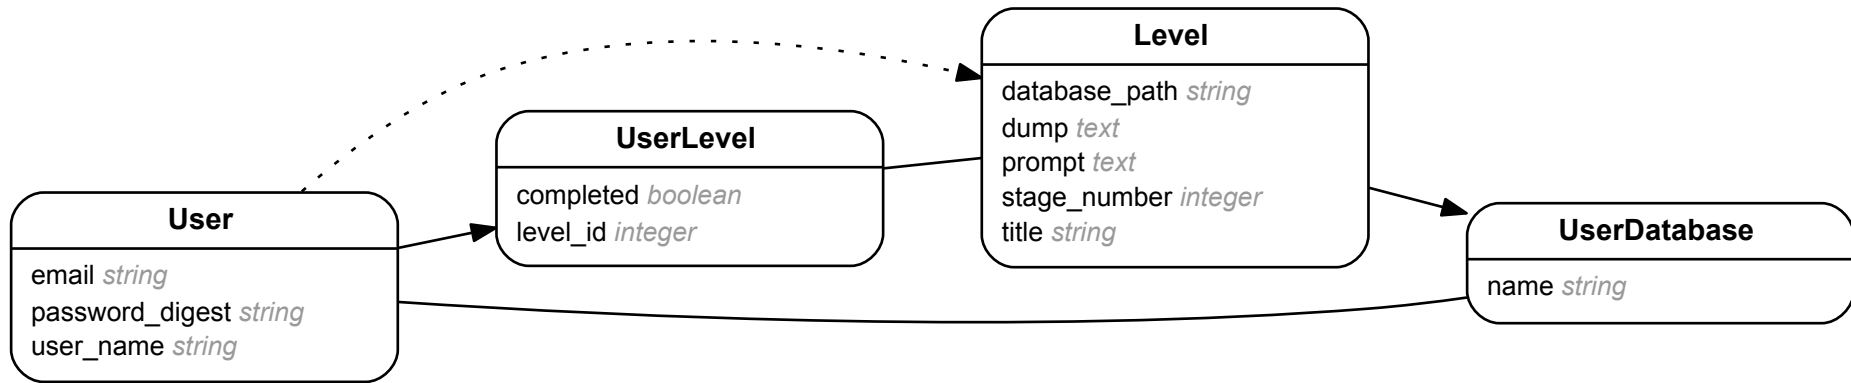 User
email string
password_digest string
user_name string
UserLevel
completed boolean
level_id integer
Level
database_path string
dump text
prompt text
stage_number integer
title string
UserDatabase
name string